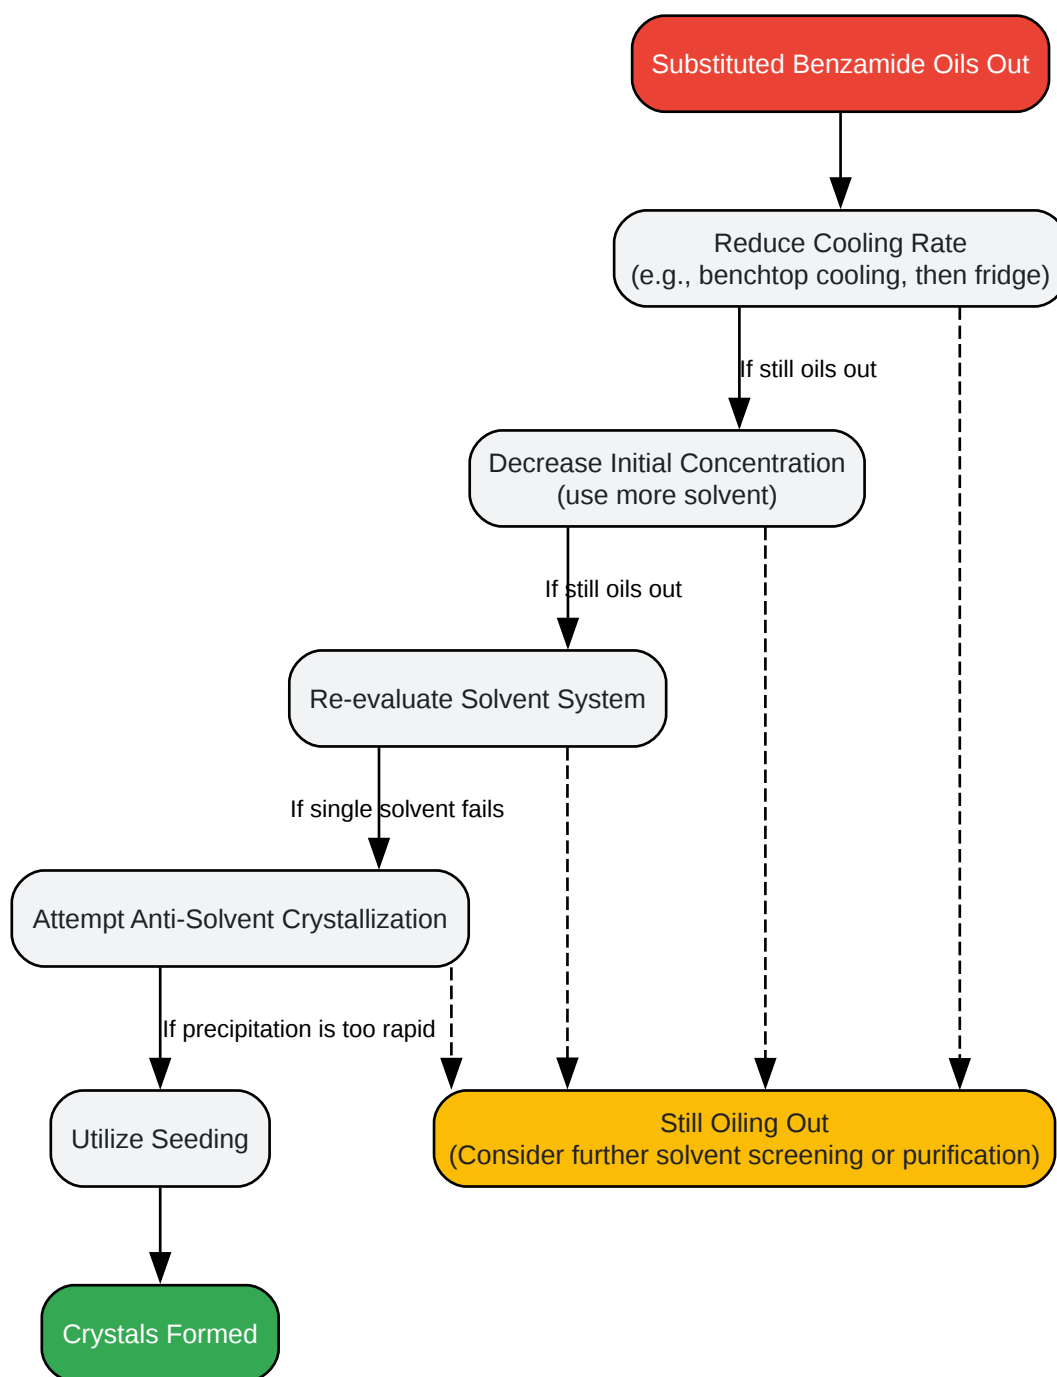 Substituted Benzamide Oils Out
Reduce Cooling Rate
(e.g., benchtop cooling, then fridge)
If still oils out
Decrease Initial Concentration
(use more solvent)
If still oils out
Re-evaluate Solvent System
If single solvent fails
Attempt Anti-Solvent Crystallization
If precipitation is too rapid
Utilize Seeding
Still Oiling Out
(Consider further solvent screening or purification)
Crystals Formed